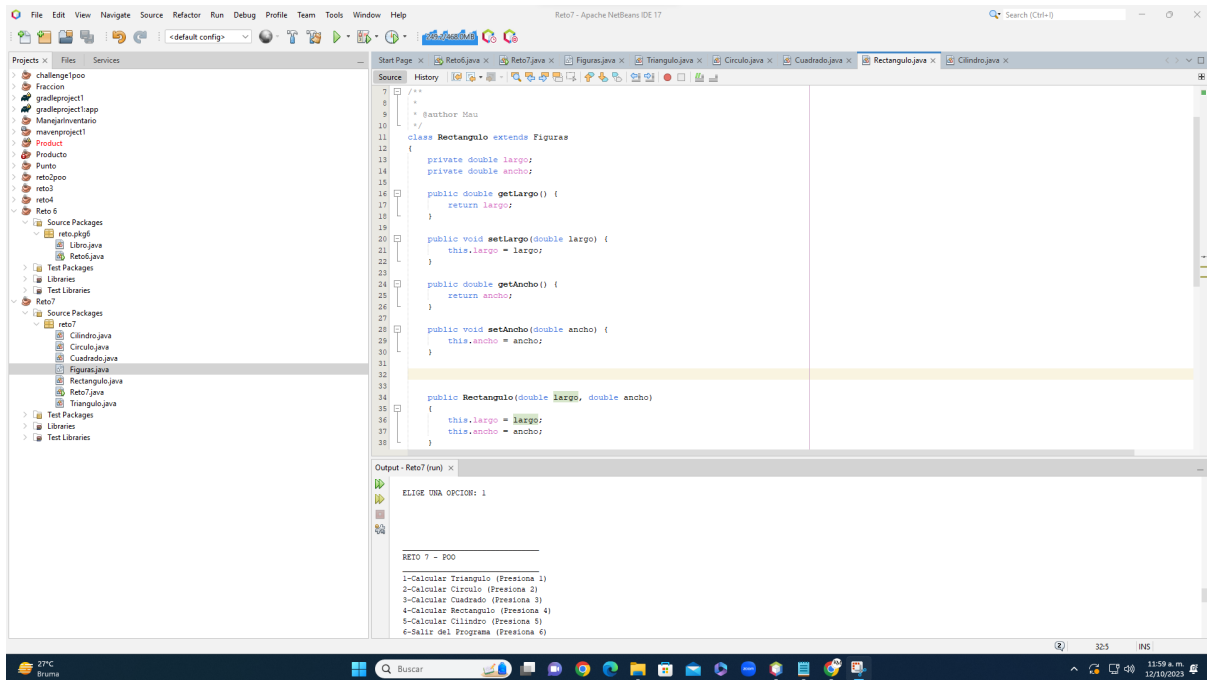 File Edit View Navigate Source Refactor Run Debug Profile Team Tools Window Help
Reto7 - Apache NetBeans IDE 17
Search (Ctrl+I)
<default config>
Projects Files Services
challenge1poo
Fraccion
gradleproject1
gradleproject1:app
ManejarInventario
mavenproject1
Product
Producto
Punto
reto2poo
reto3
reto4
Reto 6
Source Packages
reto.pkg6
Libro.java
Reto6.java
Test Packages
Libraries
Test Libraries
Reto7
Source Packages
reto7
Cilindro.java
Circulo.java
Cuadrado.java
Figuras.java
Rectangulo.java
Reto7.java
Triangulo.java
Test Packages
Libraries
Test Libraries
Start Page Reto6.java Reto7.java Figuras.java Triangulo.java Circulo.java Cuadrado.java Rectangulo.java Cilindro.java
Source History
7 /**
8 *
9 * @author Mau
10 */
11 class Rectangulo extends Figuras
12 {
13 private double largo;
14 private double ancho;
15
16 public double getLargo() {
17 return largo;
18 }
19
20 public void setLargo(double largo) {
21 this.largo = largo;
22 }
23
24 public double getAncho() {
25 return ancho;
26 }
27
28 public void setAncho(double ancho) {
29 this.ancho = ancho;
30 }
31
32
33
34 public Rectangulo(double largo, double ancho)
35 {
36 this.largo = largo;
37 this.ancho = ancho;
38 }
Output - Reto7 (run)
ELIGE UNA OPCION: 1
RETO 7 - POO
1-Calcular Triangulo (Presiona 1)
2-Calcular Circulo (Presiona 2)
3-Calcular Cuadrado (Presiona 3)
4-Calcular Rectangulo (Presiona 4)
5-Calcular Cilindro (Presiona 5)
6-Salir del Programa (Presiona 6)
32:5 INS
27°C
Bruma
Buscar
11:59 a. m.
12/10/2023